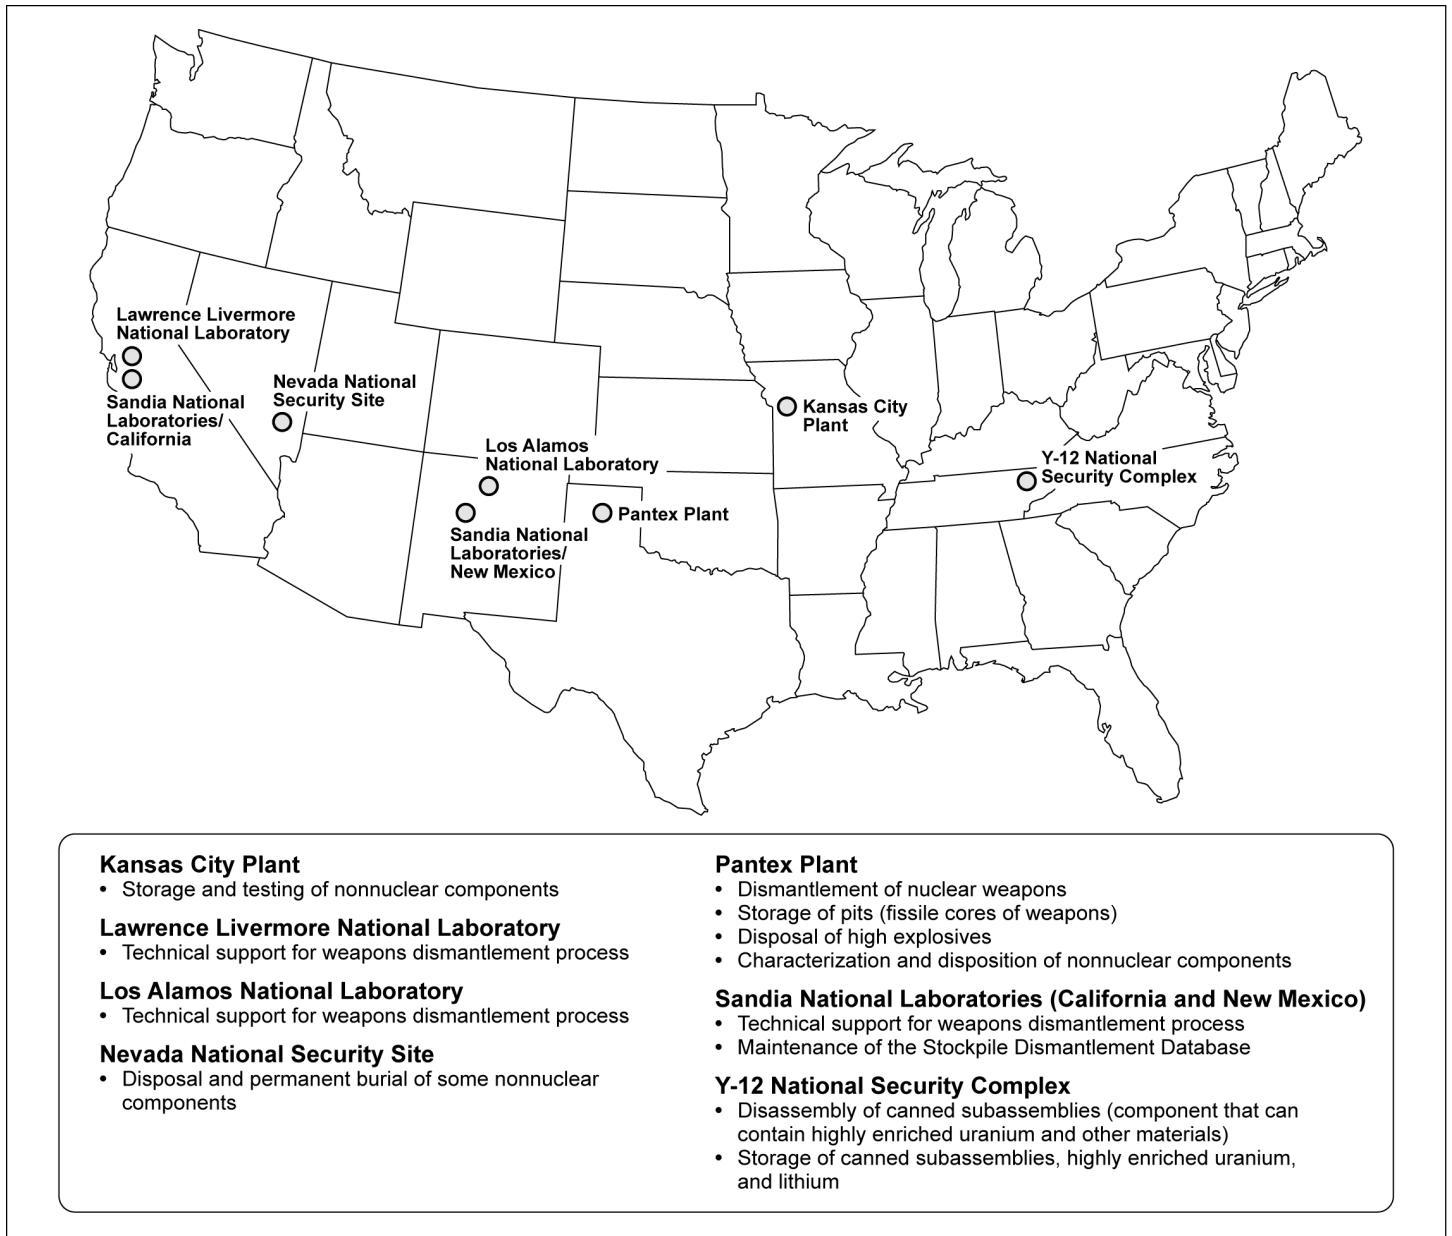 Lawrence Livermore
National Laboratory
Sandia National
Laboratories/
California
Nevada National
Security Site
Los Alamos
National Laboratory
Sandia National
Laboratories/
New Mexico
Pantex Plant
Kansas City
Plant
Y-12 National
Security Complex
Kansas City Plant
• Storage and testing of nonnuclear components
Lawrence Livermore National Laboratory
• Technical support for weapons dismantlement process
Los Alamos National Laboratory
• Technical support for weapons dismantlement process
Nevada National Security Site
• Disposal and permanent burial of some nonnuclear
components
Pantex Plant
• Dismantlement of nuclear weapons
• Storage of pits (fissile cores of weapons)
• Disposal of high explosives
• Characterization and disposition of nonnuclear components
Sandia National Laboratories (California and New Mexico)
• Technical support for weapons dismantlement process
• Maintenance of the Stockpile Dismantlement Database
Y-12 National Security Complex
• Disassembly of canned subassemblies (component that can
contain highly enriched uranium and other materials)
• Storage of canned subassemblies, highly enriched uranium,
and lithium